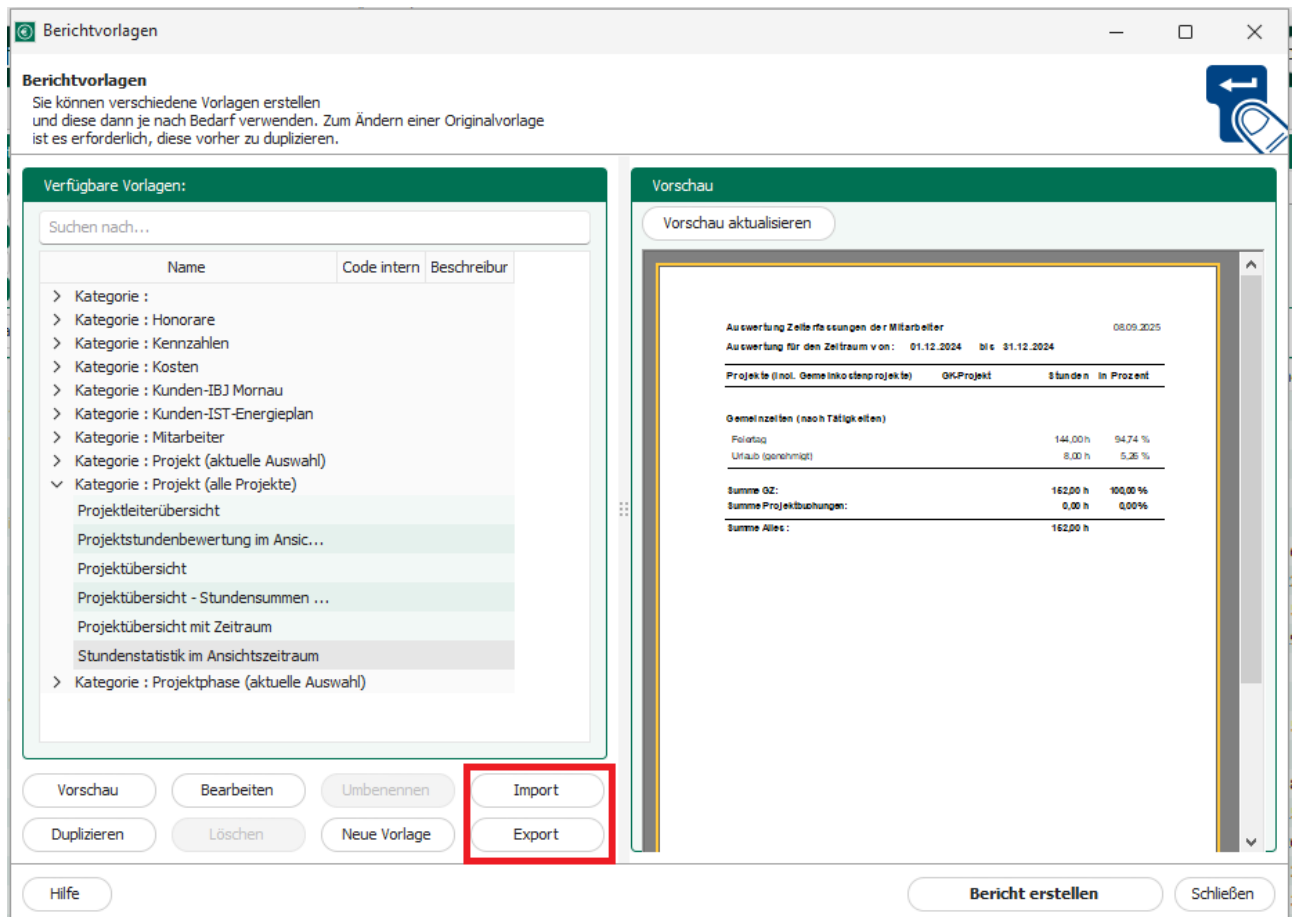 Berichtvorlagen
Berichtvorlagen
Sie können verschiedene Vorlagen erstellen
und diese dann je nach Bedarf verwenden. Zum Ändern einer Originalvorlage
ist es erforderlich, diese vorher zu duplizieren.
Verfügbare Vorlagen:
Suchen nach...
Name Code intern Beschreibur
Kategorie :
Kategorie : Honorare
Kategorie : Kennzahlen
Kategorie : Kosten
Kategorie : Kunden-IBJ Mornau
Kategorie : Kunden-IST-Energieplan
Kategorie : Mitarbeiter
Kategorie : Projekt (aktuelle Auswahl)
Kategorie : Projekt (alle Projekte)
Projektleiterübersicht
Projektstundenbewertung im Ansic...
Projektübersicht
Projektübersicht - Stundensummen ...
Projektübersicht mit Zeitraum
Stundenstatistik im Ansichtszeitraum
Kategorie : Projektphase (aktuelle Auswahl)
Vorschau Bearbeiten Umbenennen Import
Duplizieren Löschen Neue Vorlage Export
Vorschau
Vorschau aktualisieren
Auswertung Zeiterfassungen der Mitarbeiter 08.09.2025
Auswertung für den Zeitraum von: 01.12.2024 bis 31.12.2024
Projekte (incl. Gemeinkostenprojekte) GK-Projekt Stunden in Prozent
Gemeinzeiten (nach Tätigkeiten)
Feiertag 144,00 h 94,74 %
Urlaub (genehmigt) 8,00 h 5,26 %
Summe GZ: 152,00 h 100,00 %
Summe Projektbuchungen: 0,00 h 0,00%
Summe Alles : 152,00 h
Hilfe Bericht erstellen Schließen